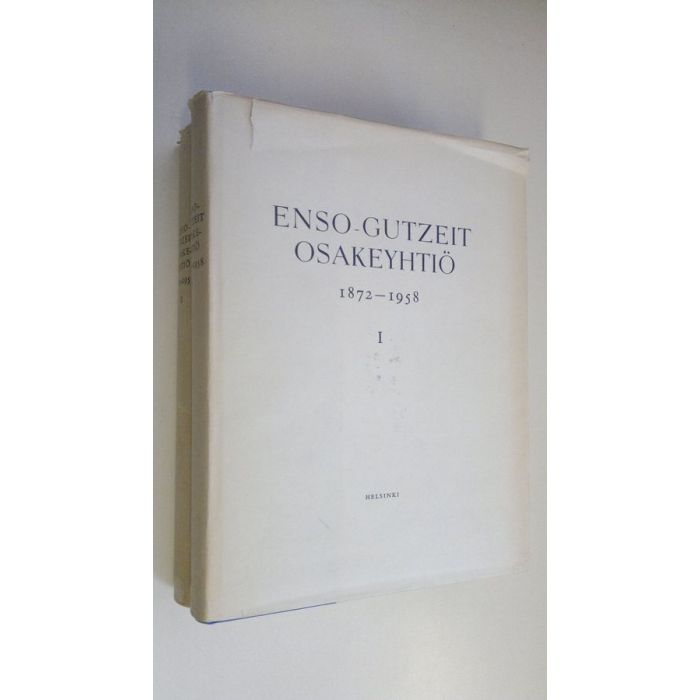 ENSO-GUTZEIT
OSAKEYHTIÖ
1872—1958
I
HELSINKI